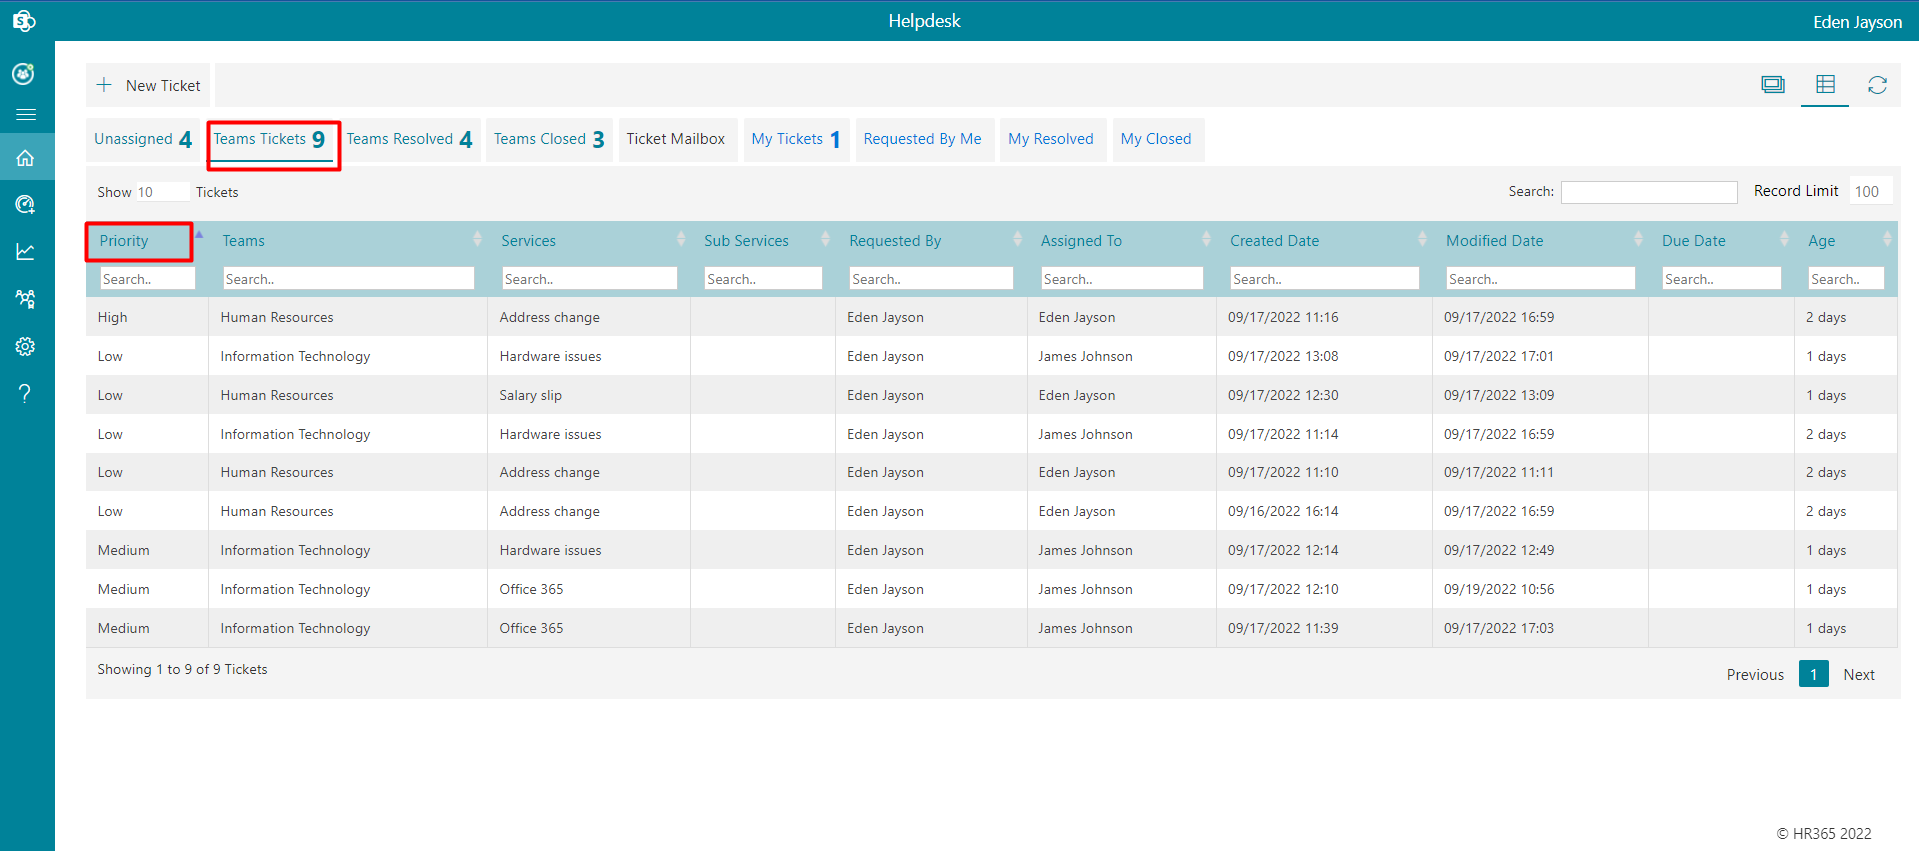 Helpdesk Eden Jayson
New Ticket
Unassigned 4 Teams Tickets 9 Teams Resolved 4 Teams Closed 3 Ticket Mailbox My Tickets 1 Requested By Me My Resolved My Closed
Show 10 Tickets Search: Record Limit 100
Priority Teams Services Sub Services Requested By Assigned To Created Date Modified Date Due Date Age
Search.. Search.. Search.. Search.. Search.. Search.. Search.. Search.. Search.. Search..
High Human Resources Address change Eden Jayson Eden Jayson 09/17/2022 11:16 09/17/2022 16:59 2 days
Low Information Technology Hardware issues Eden Jayson James Johnson 09/17/2022 13:08 09/17/2022 17:01 1 days
Low Human Resources Salary slip Eden Jayson Eden Jayson 09/17/2022 12:30 09/17/2022 13:09 1 days
Low Information Technology Hardware issues Eden Jayson James Johnson 09/17/2022 11:14 09/17/2022 16:59 2 days
Low Human Resources Address change Eden Jayson Eden Jayson 09/17/2022 11:10 09/17/2022 11:11 2 days
Low Human Resources Address change Eden Jayson Eden Jayson 09/16/2022 16:14 09/17/2022 16:59 2 days
Medium Information Technology Hardware issues Eden Jayson James Johnson 09/17/2022 12:14 09/17/2022 12:49 1 days
Medium Information Technology Office 365 Eden Jayson James Johnson 09/17/2022 12:10 09/19/2022 10:56 1 days
Medium Information Technology Office 365 Eden Jayson James Johnson 09/17/2022 11:39 09/17/2022 17:03 1 days
Showing 1 to 9 of 9 Tickets
Previous 1 Next
© HR365 2022